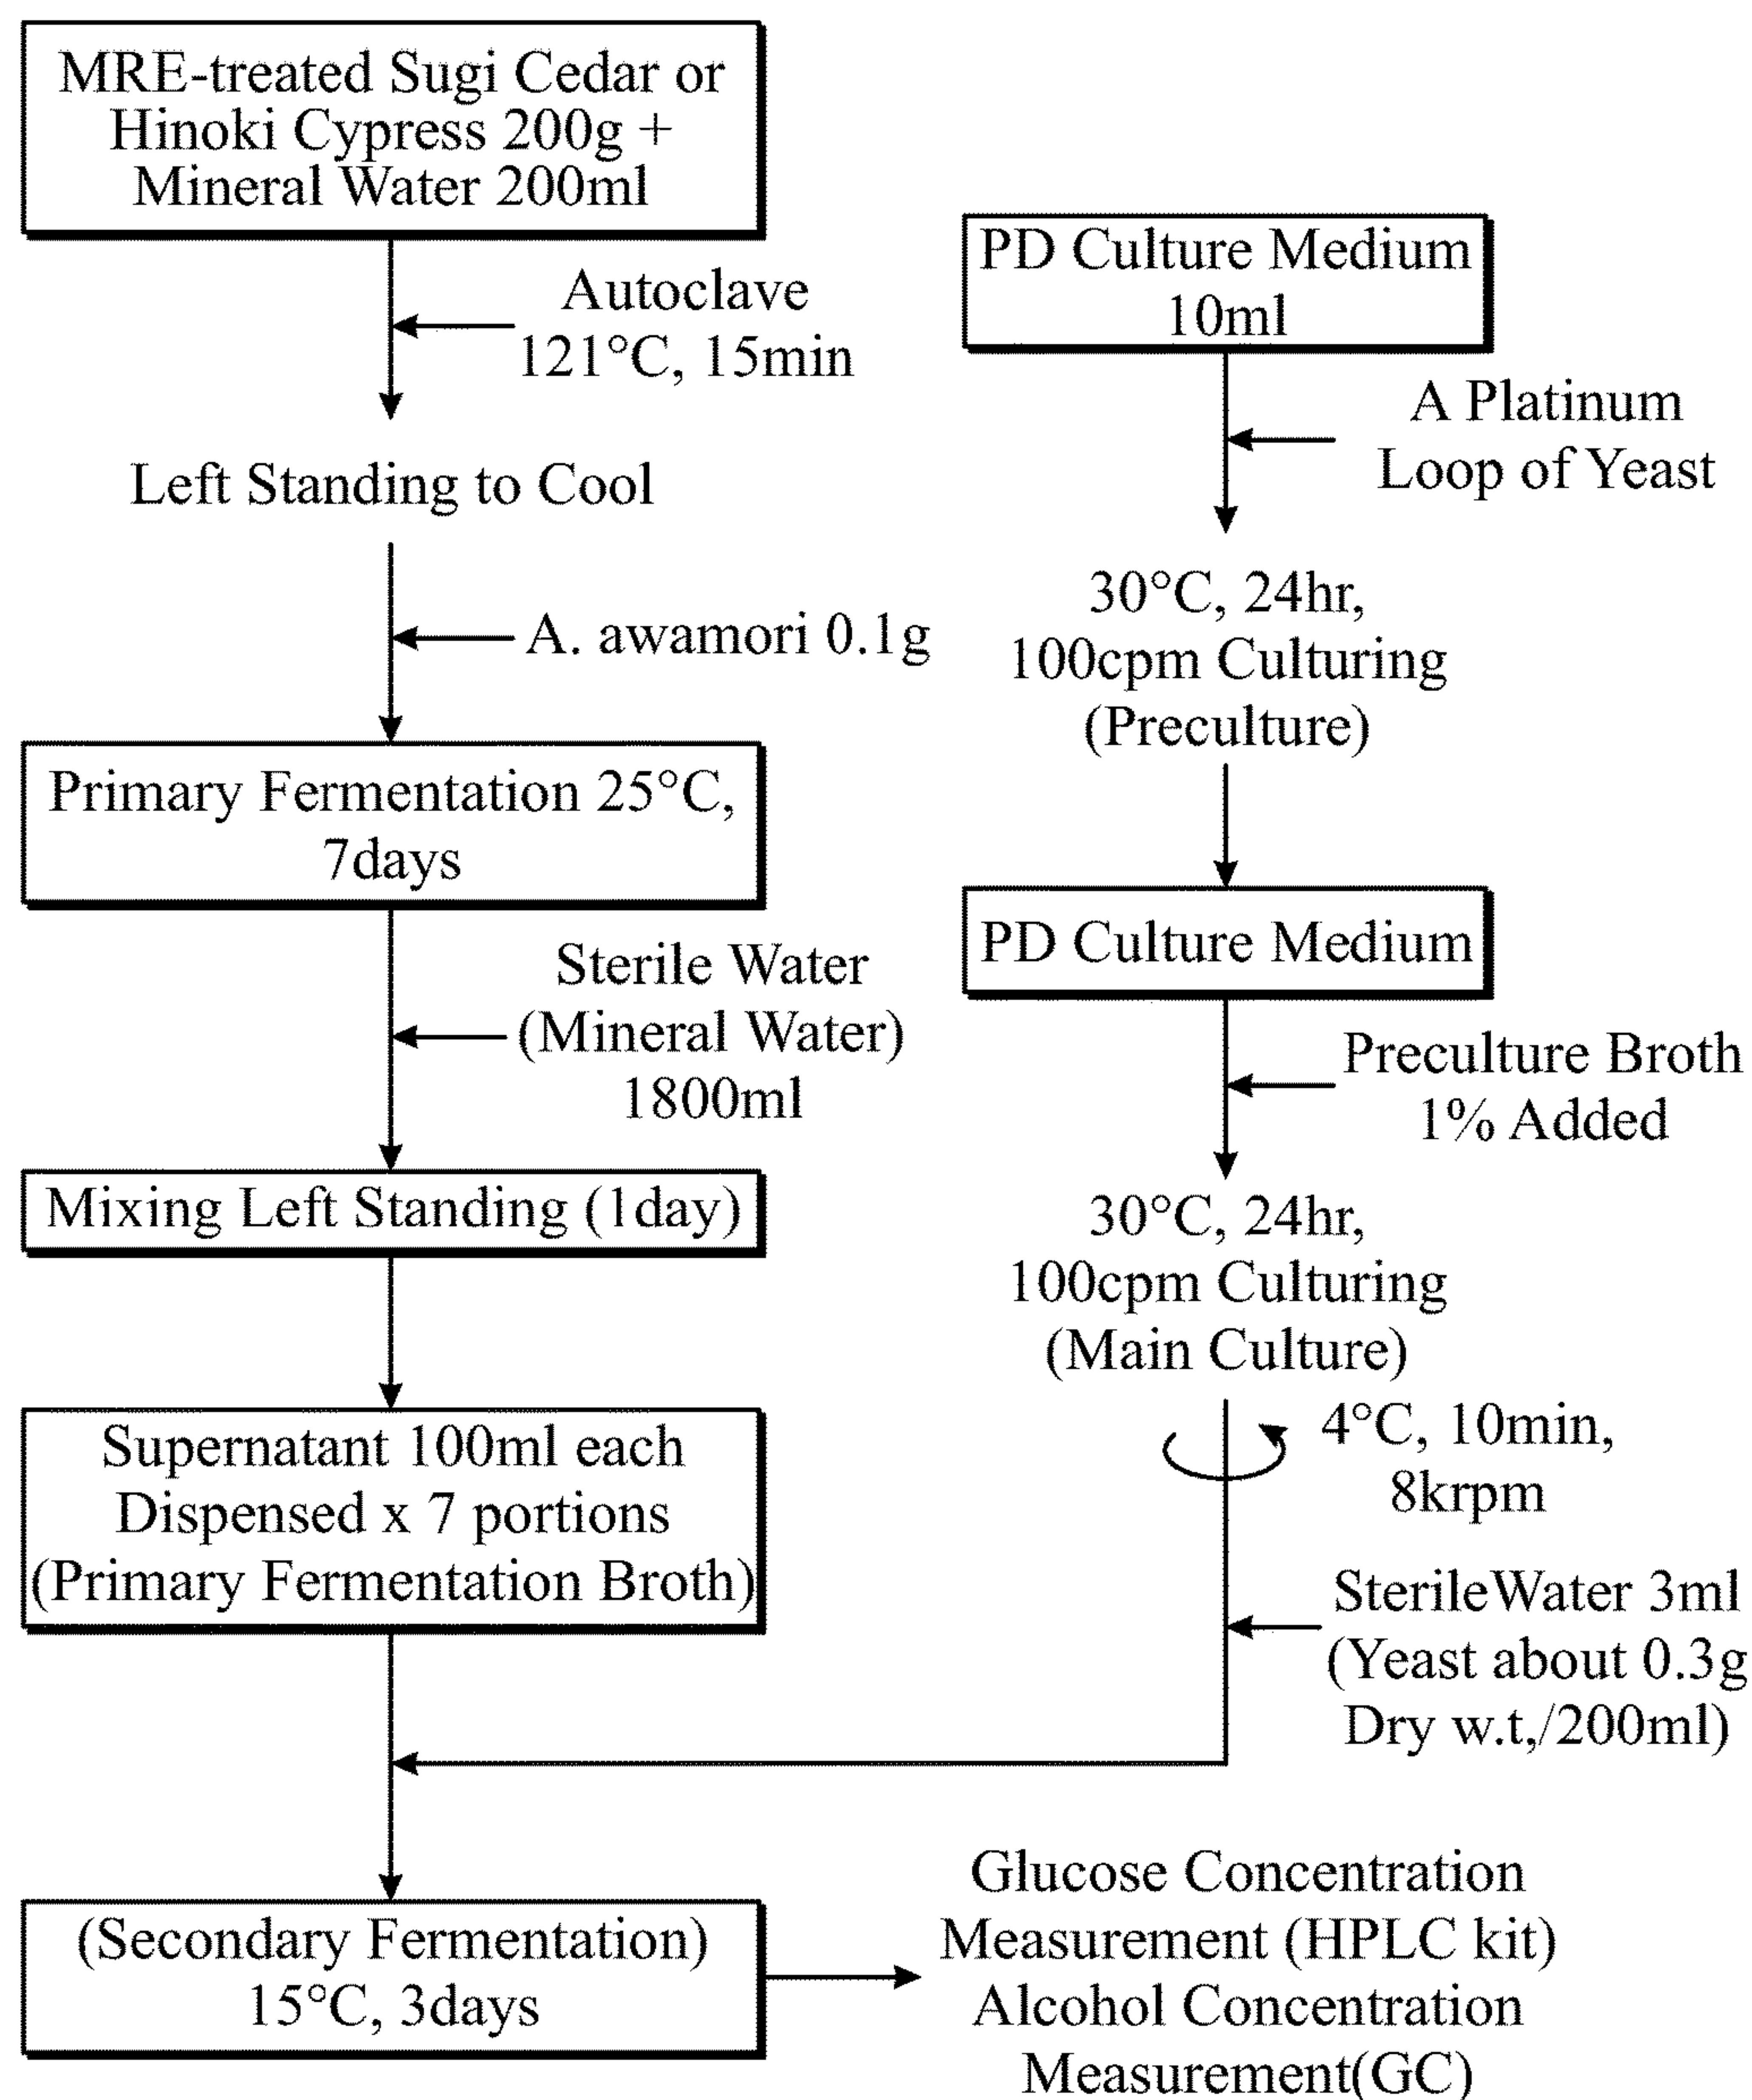 MRE-treated Sugi Cedar or
Hinoki Cypress 200g +
Mineral Water 200ml
Autoclave
121°C, 15min
Left Standing to Cool
A. awamori 0.1g
Primary Fermentation 25°C,
7days
Sterile Water
(Mineral Water)
1800ml
Mixing Left Standing (1day)
Supernatant 100ml each
Dispensed x 7 portions
(Primary Fermentation Broth)
PD Culture Medium
10ml
A Platinum
Loop of Yeast
30°C, 24hr,
100cpm Culturing
(Preculture)
PD Culture Medium
Preculture Broth
1% Added
30°C, 24hr,
100cpm Culturing
(Main Culture)
4°C, 10min,
8krpm
SterileWater 3ml
(Yeast about 0.3g
Dry w.t,/200ml)
(Secondary Fermentation)
15°C, 3days
Glucose Concentration
Measurement (HPLC kit)
Alcohol Concentration
Measurement(GC)